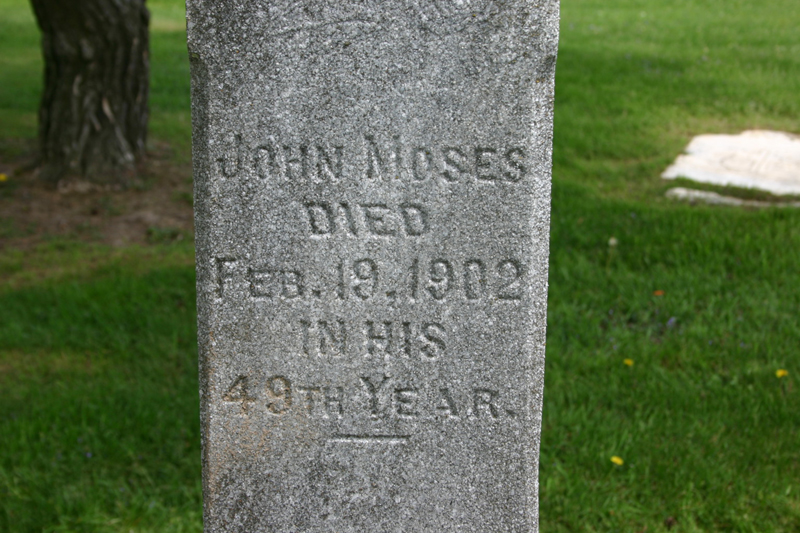 JOHN MOSES
DIED
FEB. 19, 1902
IN HIS
49TH YEAR.